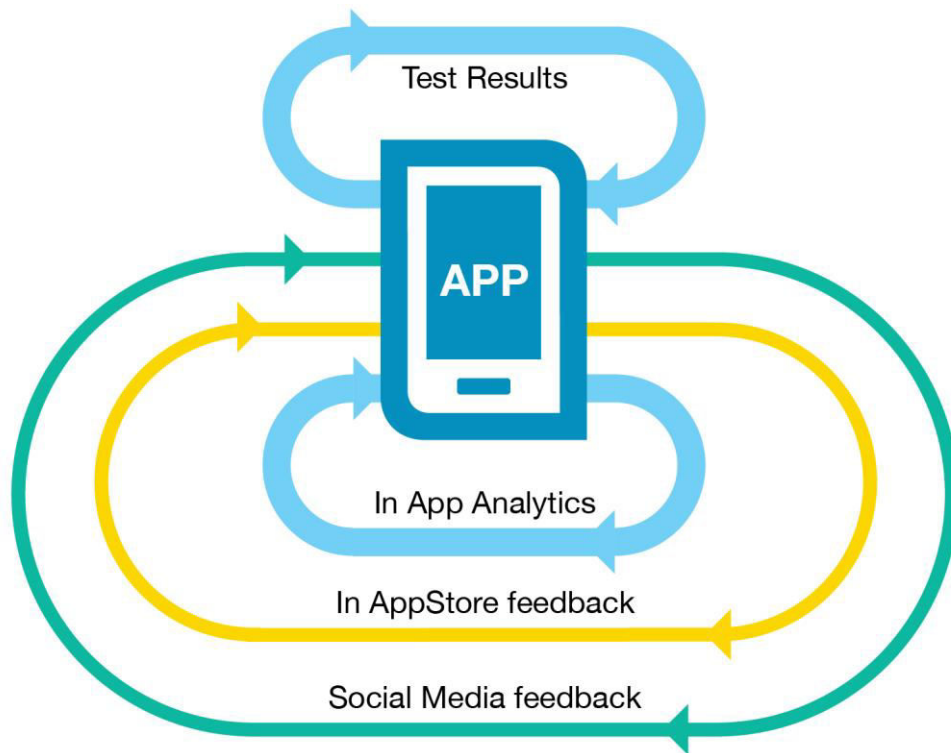 Test Results
APP
In App Analytics
In AppStore feedback
Social Media feedback